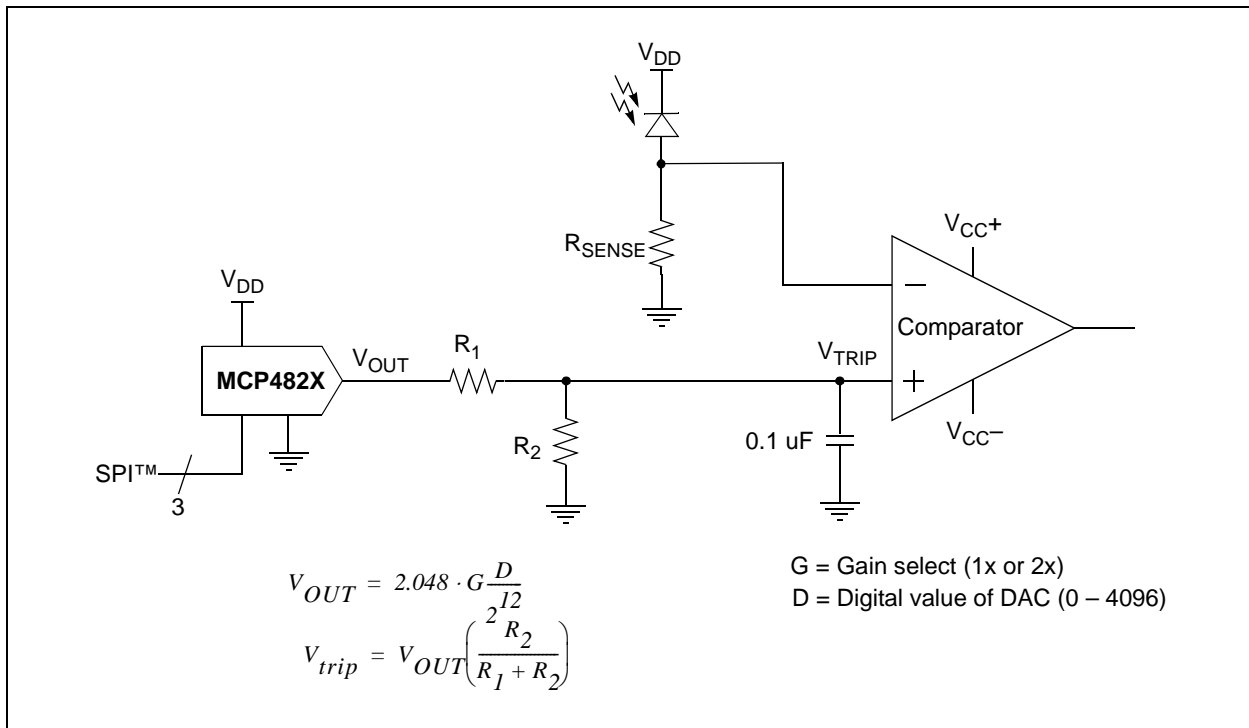 V_DD
R_SENSE
V_CC+
−
Comparator
V_DD
MCP482X
V_OUT
R_1
V_TRIP
+
V_CC–
R_2
0.1 uF
SPI™
3
V_OUT = 2.048 · G D/2^12
V_trip = V_OUT (R_2/(R_1 + R_2))
G = Gain select (1x or 2x)
D = Digital value of DAC (0 – 4096)